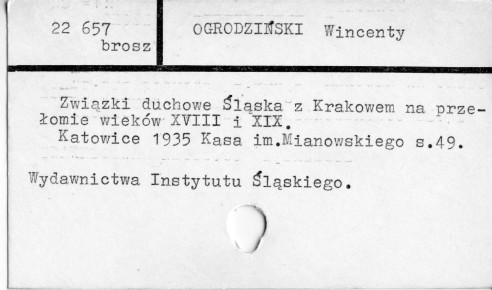 22 657 OGRODZIŃSKI Wincenty
brosz
Związki duchowe Śląska z Krakowem na prze-
łomie wieków XVIII i XIX.
Katowice 1935 Kasa im.Mianowskiego s.49.
Wydawnictwa Instytutu Śląskiego.